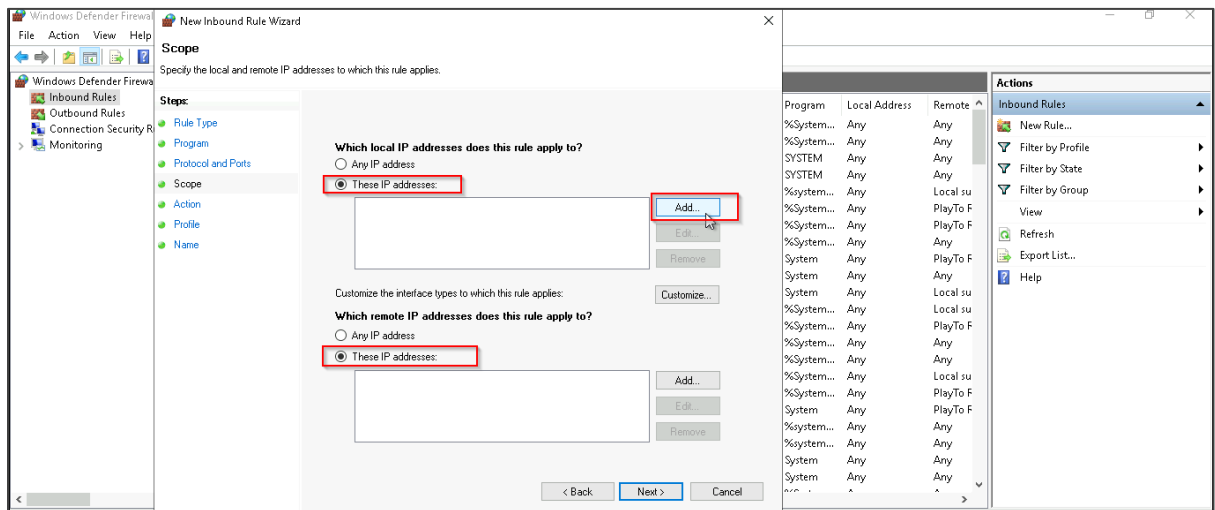 Windows Defender Firewal
File Action View Help
Windows Defender Firewa
Inbound Rules
Outbound Rules
Connection Security R
Monitoring
New Inbound Rule Wizard
Scope
Specify the local and remote IP addresses to which this rule applies.
Steps:
Rule Type
Program
Protocol and Ports
Scope
Action
Profile
Name
Which local IP addresses does this rule apply to?
Any IP address
These IP addresses:
Add...
Edit...
Remove
Customize the interface types to which this rule applies:
Customize...
Which remote IP addresses does this rule apply to?
Any IP address
These IP addresses:
Add...
Edit...
Remove
< Back Next > Cancel
Program Local Address Remote
%System... Any Any
%System... Any Any
SYSTEM Any Any
SYSTEM Any Any
%system... Any Local su
%System... Any PlayTo R
%System... Any PlayTo R
%System... Any Any
System Any PlayTo R
System Any Any
System Any Local su
%System... Any Local su
%System... Any PlayTo R
%System... Any Any
%System... Any Any
%System... Any Local su
%System... Any PlayTo R
System Any PlayTo R
%system... Any Any
%system... Any Any
System Any Any
System Any Any
Actions
Inbound Rules
New Rule...
Filter by Profile
Filter by State
Filter by Group
View
Refresh
Export List...
Help